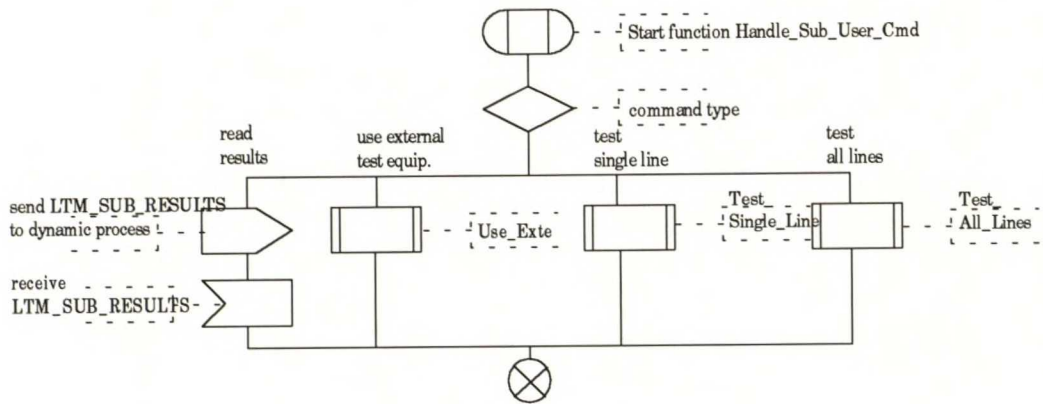 Start function Handle_Sub_User_Cmd
command type
read
results
use external
test equip.
test
single line
test
all lines
send LTM_SUB_RESULTS
to dynamic process
Use_Exte
Test_
Single_Line
Test_
All_Lines
receive
LTM_SUB_RESULTS